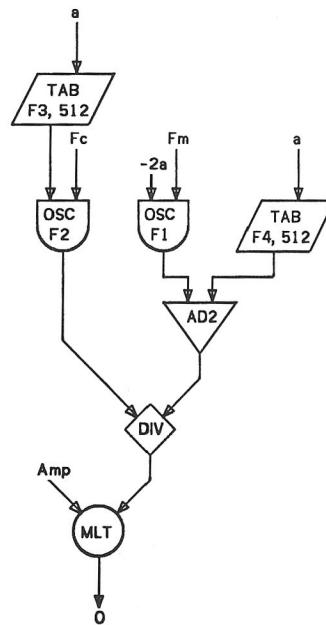 a
TAB
F3, 512
Fc
Fm
-2a
a
OSC
F2
OSC
F1
TAB
F4, 512
AD2
DIV
Amp
MLT
O